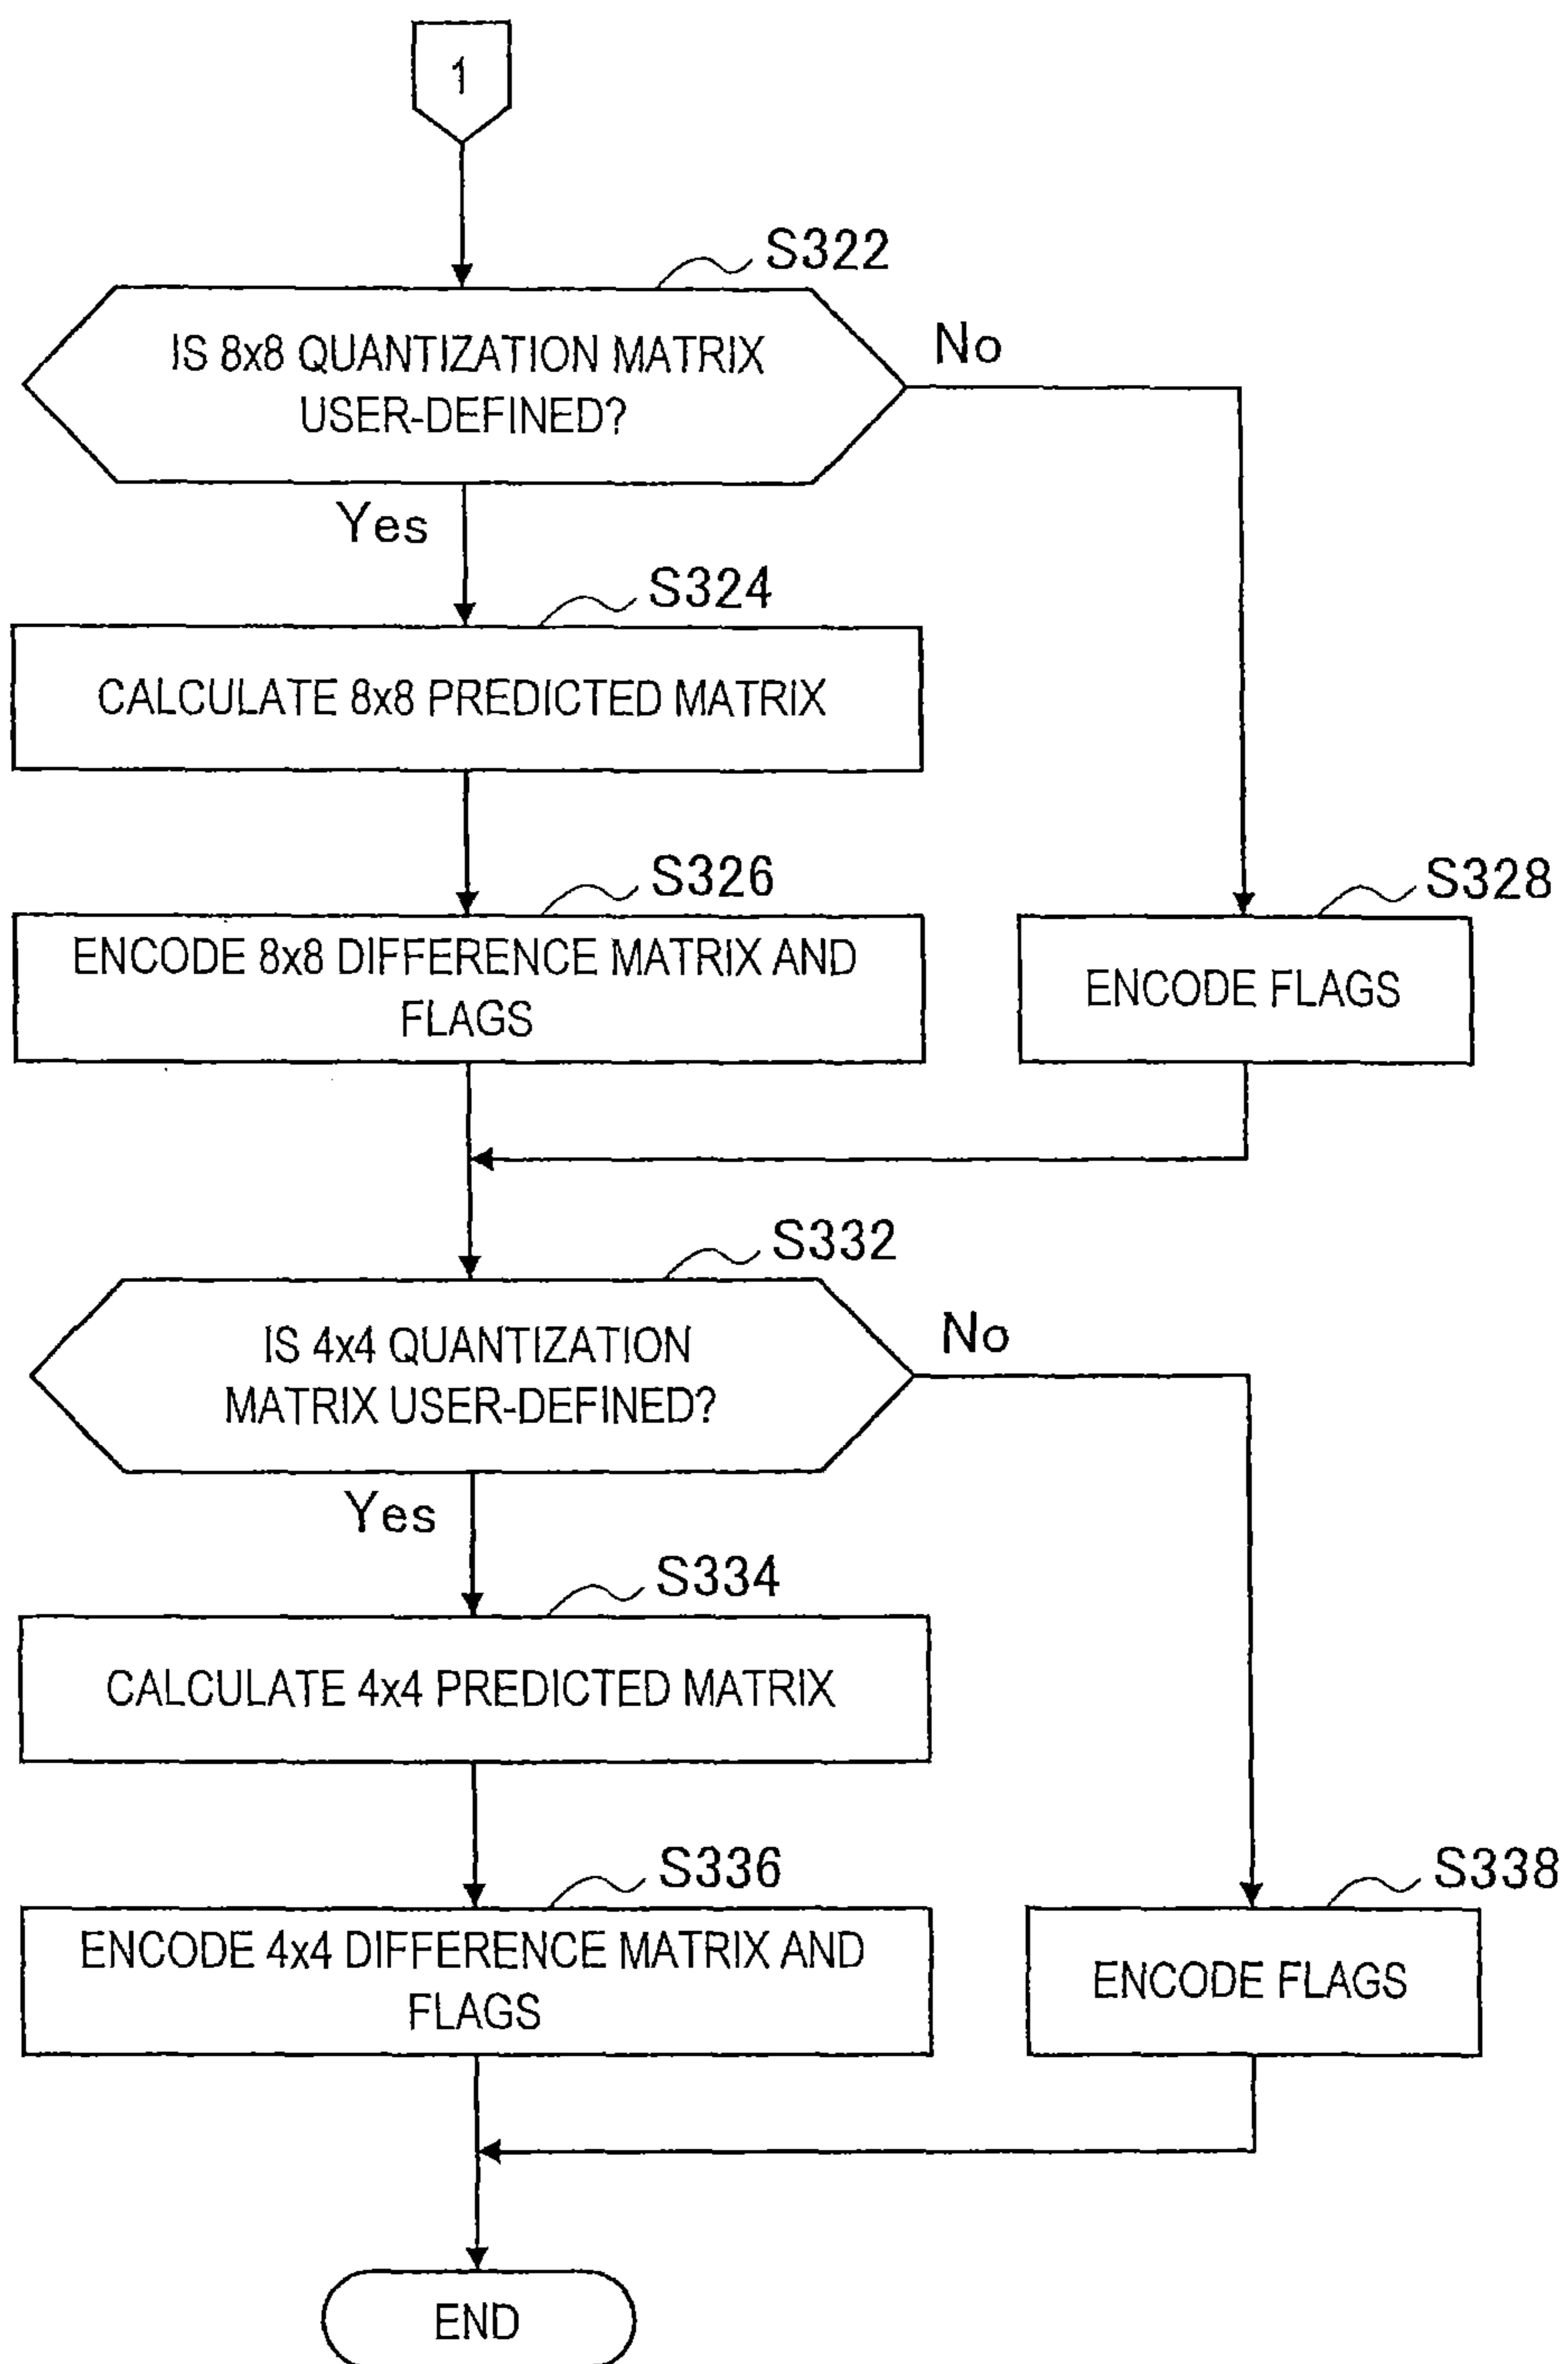 1
S322
IS 8x8 QUANTIZATION MATRIX
USER-DEFINED?
No
Yes
S324
CALCULATE 8x8 PREDICTED MATRIX
S326
ENCODE 8x8 DIFFERENCE MATRIX AND
FLAGS
S328
ENCODE FLAGS
S332
IS 4x4 QUANTIZATION
MATRIX USER-DEFINED?
No
Yes
S334
CALCULATE 4x4 PREDICTED MATRIX
S336
ENCODE 4x4 DIFFERENCE MATRIX AND
FLAGS
S338
ENCODE FLAGS
END